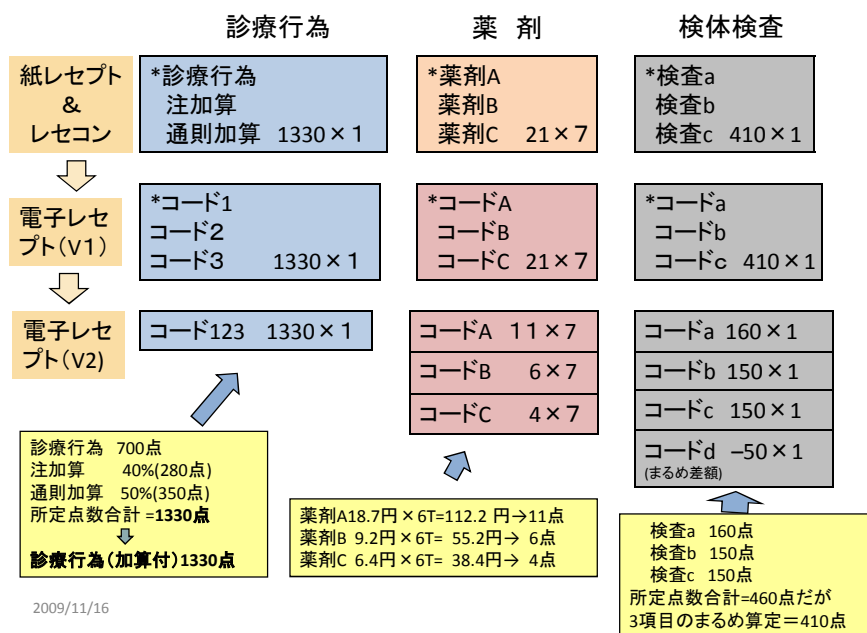 診療行為
薬 剤
検体検査
紙レセプト
&
レセコン
*診療行為
注加算
通則加算 1330×1
*薬剤A
薬剤B
薬剤C 21×7
*検査a
検査b
検査c 410×1
電子レセ
プト(V1)
*コード1
コード2
コード3 1330×1
*コードA
コードB
コードC 21×7
*コードa
コードb
コードc 410×1
電子レセ
プト(V2)
コード123 1330×1
コードA 11×7
コードB 6×7
コードC 4×7
コードa 160×1
コードb 150×1
コードc 150×1
コードd –50×1
(まるめ差額)
診療行為 700点
注加算 40%(280点)
通則加算 50%(350点)
所定点数合計 =1330点
診療行為(加算付)1330点
薬剤A18.7円×6T=112.2 円→11点
薬剤B 9.2円×6T= 55.2円→ 6点
薬剤C 6.4円×6T= 38.4円→ 4点
検査a 160点
検査b 150点
検査c 150点
所定点数合計=460点だが
3項目のまるめ算定=410点
2009/11/16